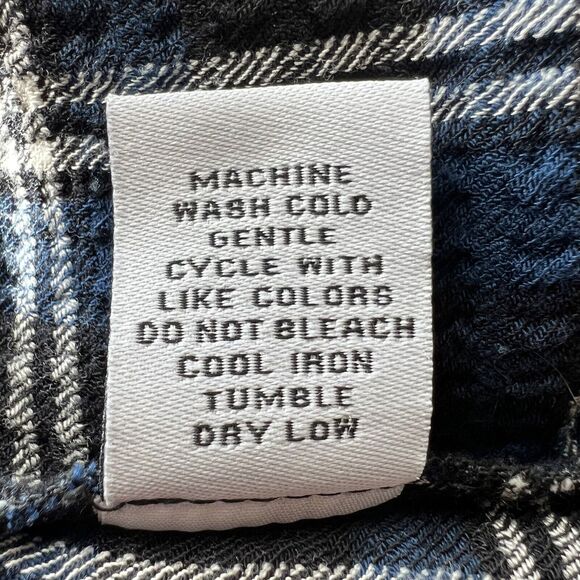 MACHINE
WASH COLD
GENTLE
CYCLE WITH
LIKE COLORS
DO NOT BLEACH
COOL IRON
TUMBLE
DRY LOW